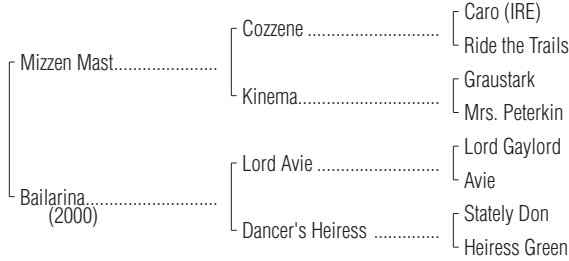 Caro (IRE)
Cozzene ................................
Ride the Trails
Mizzen Mast.........................
Graustark
Kinema...................................
Mrs. Peterkin
Lord Gaylord
Lord Avie ..............................
Avie
Bailarina................................
(2000)
Stately Don
Dancer's Heiress ................
Heiress Green